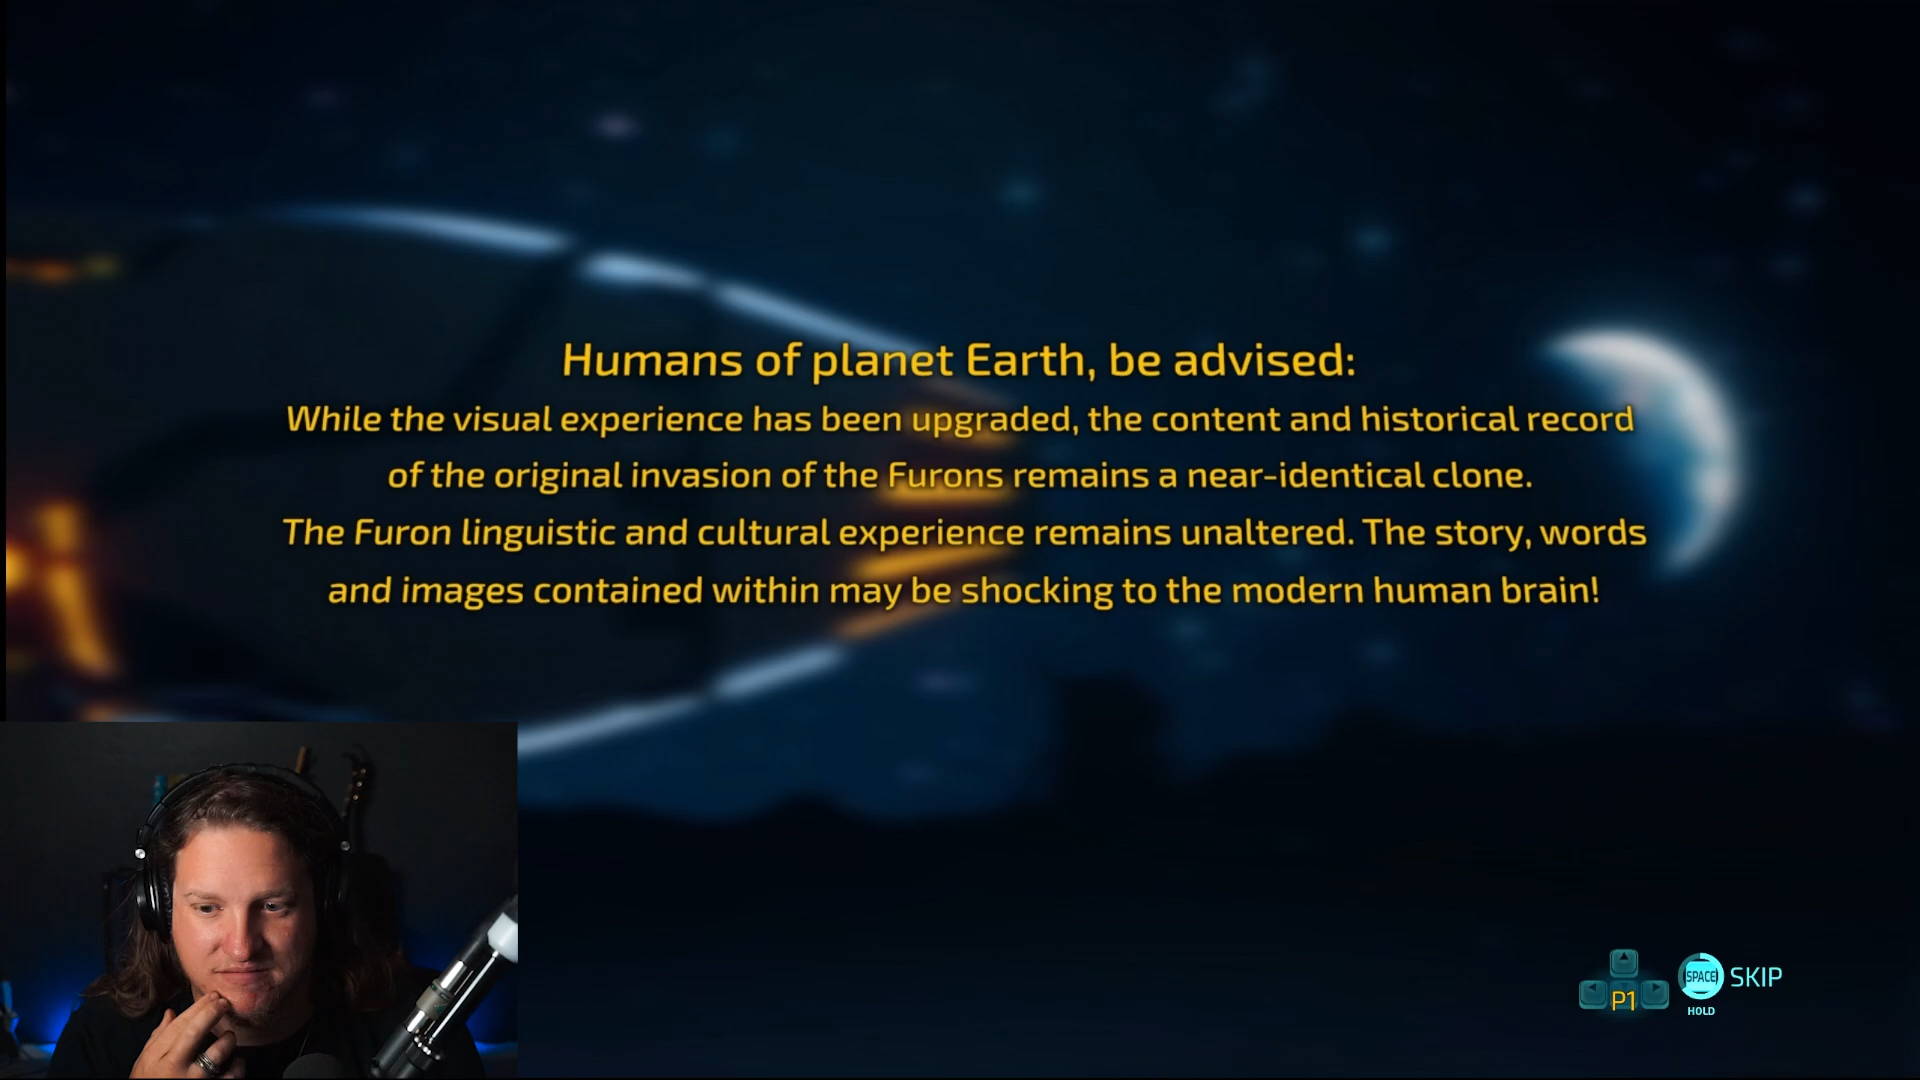 Humans of planet Earth, be advised:
While the visual experience has been upgraded, the content and historical record
of the original invasion of the Furons remains a near-identical clone.
The Furon linguistic and cultural experience remains unaltered. The story, words
and images contained within may be shocking to the modern human brain!
P1 SPACE SKIP
HOLD